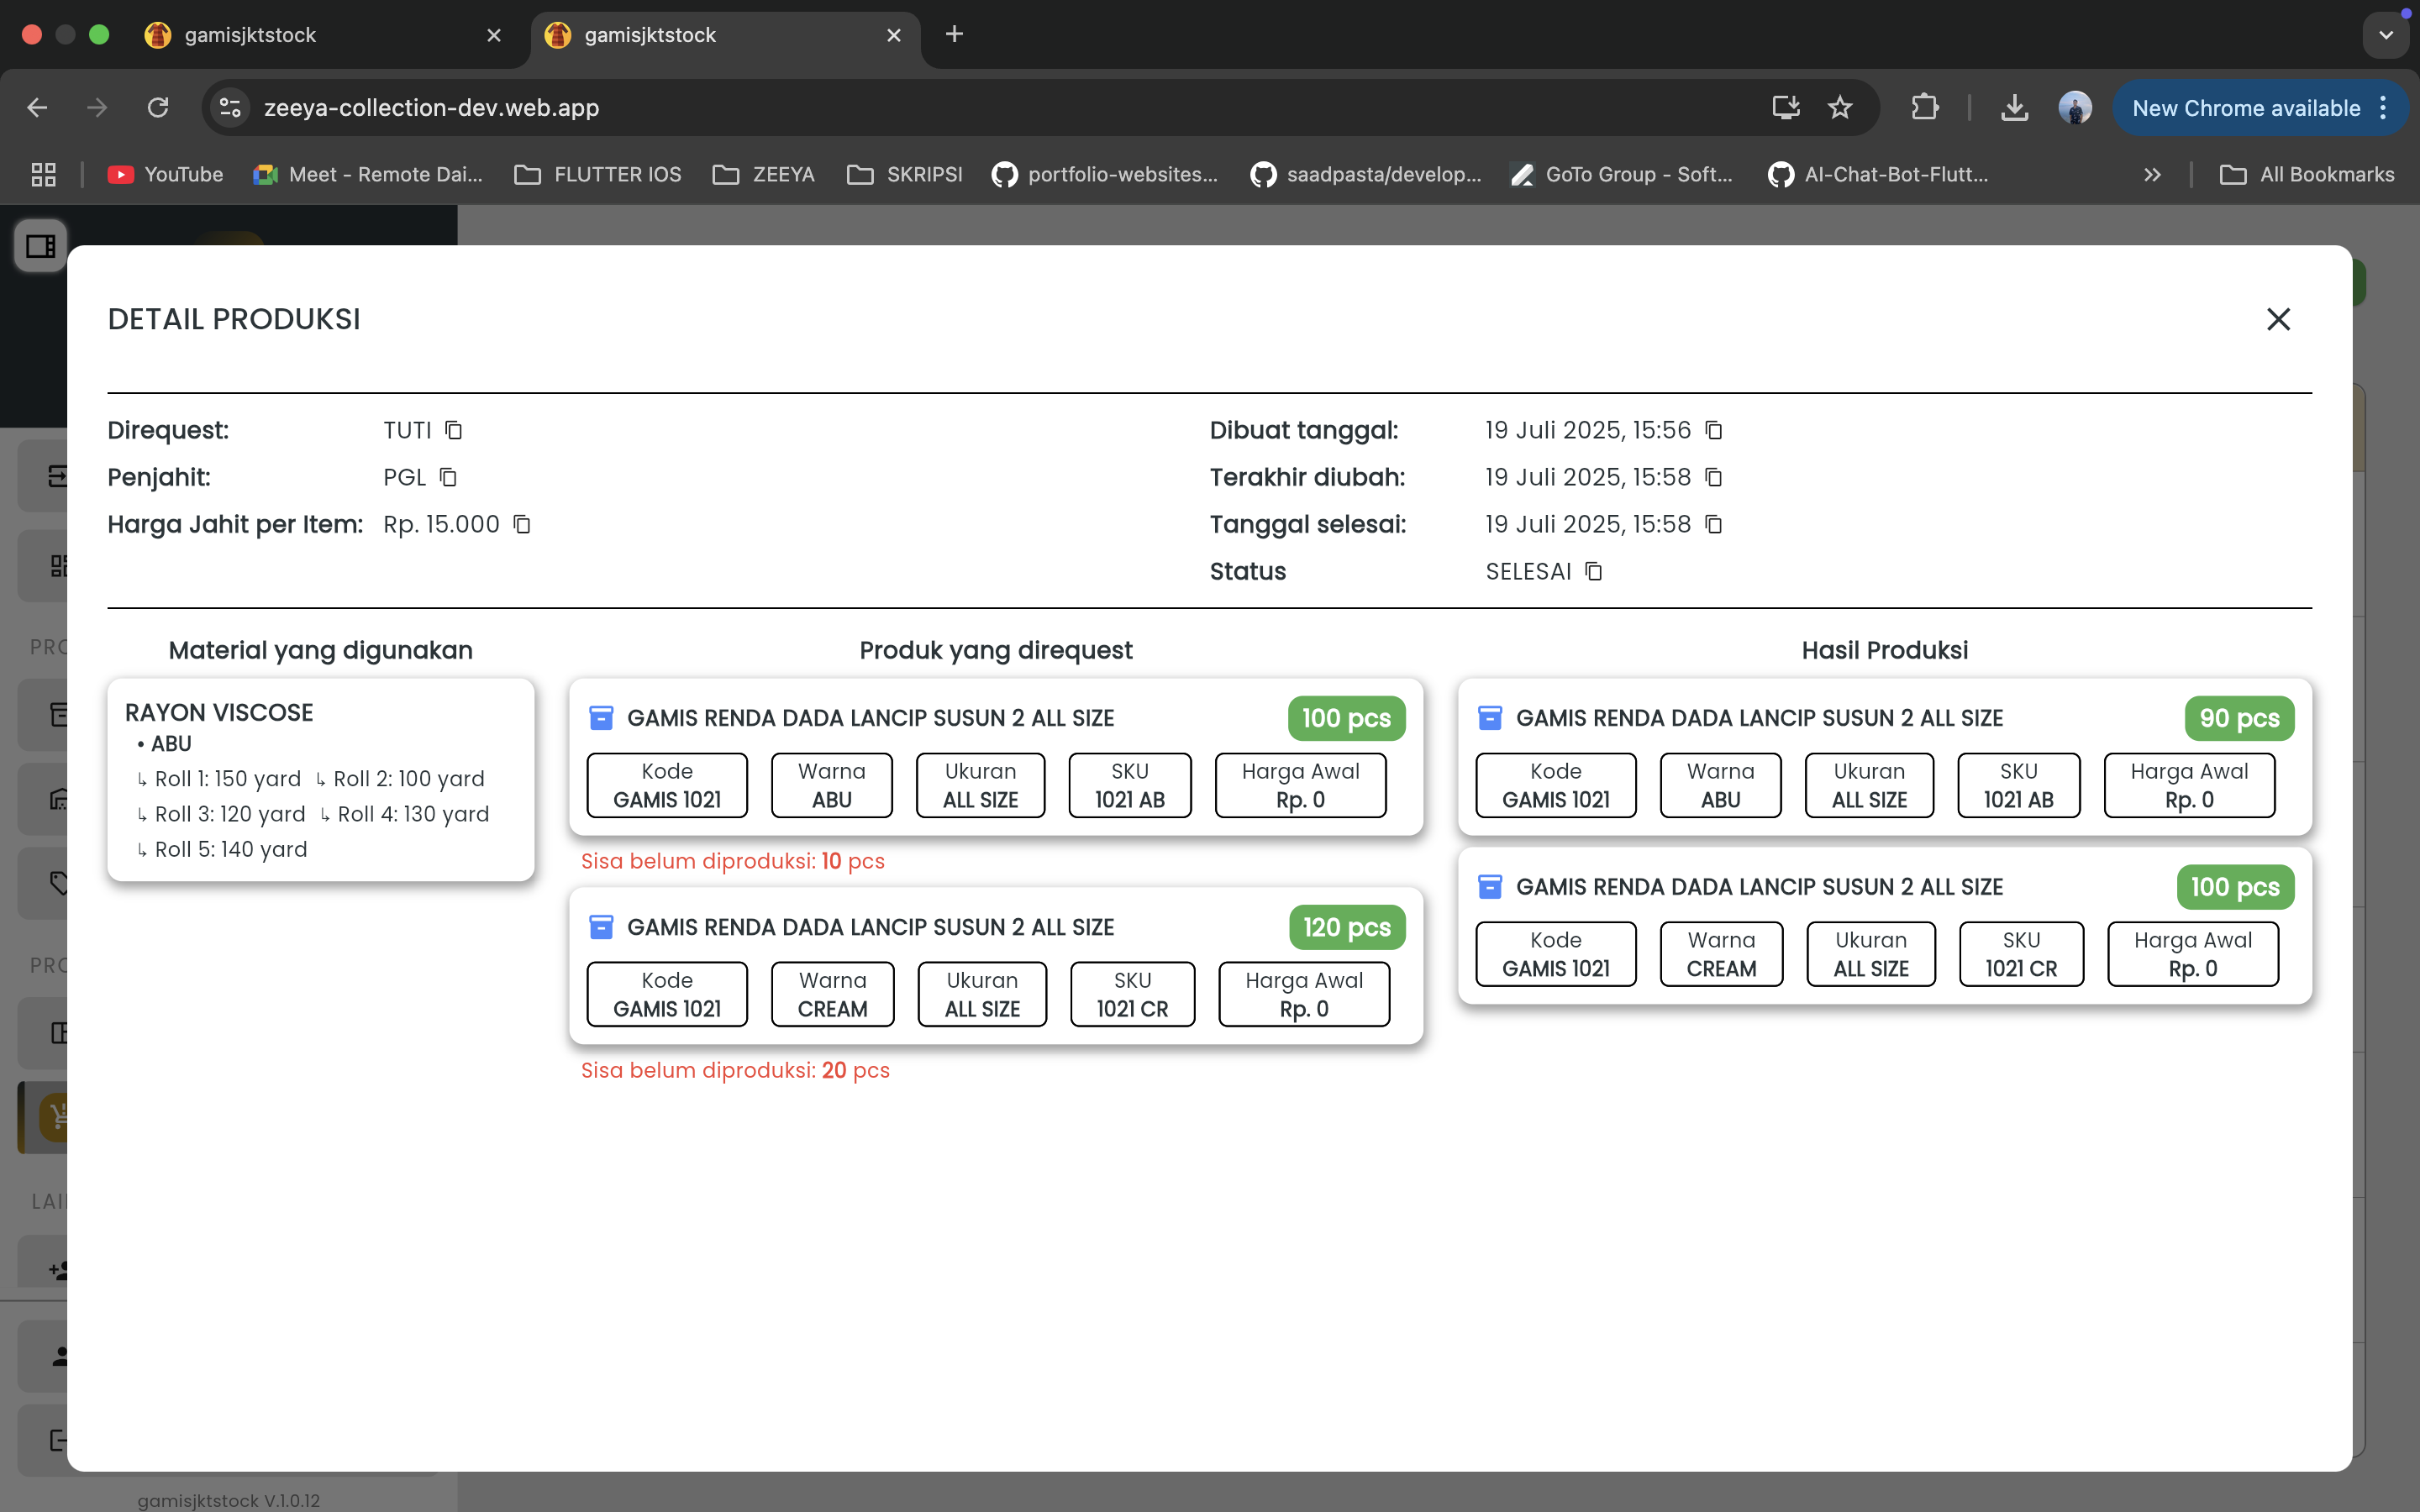 gamisjktstock
gamisjktstock
zeeya-collection-dev.web.app
New Chrome available
YouTube
Meet - Remote Dai...
FLUTTER IOS
ZEEYA
SKRIPSI
portfolio-websites...
saadpasta/develop...
GoTo Group - Soft...
AI-Chat-Bot-Flutt...
All Bookmarks
DETAIL PRODUKSI
Direquest: TUTI
Penjahit: PGL
Harga Jahit per Item: Rp. 15.000
Dibuat tanggal: 19 Juli 2025, 15:56
Terakhir diubah: 19 Juli 2025, 15:58
Tanggal selesai: 19 Juli 2025, 15:58
Status SELESAI
Material yang digunakan
RAYON VISCOSE
• ABU
↳ Roll 1: 150 yard ↳ Roll 2: 100 yard
↳ Roll 3: 120 yard ↳ Roll 4: 130 yard
↳ Roll 5: 140 yard
Produk yang direquest
GAMIS RENDA DADA LANCIP SUSUN 2 ALL SIZE 100 pcs
Kode Warna Ukuran SKU Harga Awal
GAMIS 1021 ABU ALL SIZE 1021 AB Rp. 0
Sisa belum diproduksi: 10 pcs
GAMIS RENDA DADA LANCIP SUSUN 2 ALL SIZE 120 pcs
Kode Warna Ukuran SKU Harga Awal
GAMIS 1021 CREAM ALL SIZE 1021 CR Rp. 0
Sisa belum diproduksi: 20 pcs
Hasil Produksi
GAMIS RENDA DADA LANCIP SUSUN 2 ALL SIZE 90 pcs
Kode Warna Ukuran SKU Harga Awal
GAMIS 1021 ABU ALL SIZE 1021 AB Rp. 0
GAMIS RENDA DADA LANCIP SUSUN 2 ALL SIZE 100 pcs
Kode Warna Ukuran SKU Harga Awal
GAMIS 1021 CREAM ALL SIZE 1021 CR Rp. 0
gamisjktstock V.1.0.12